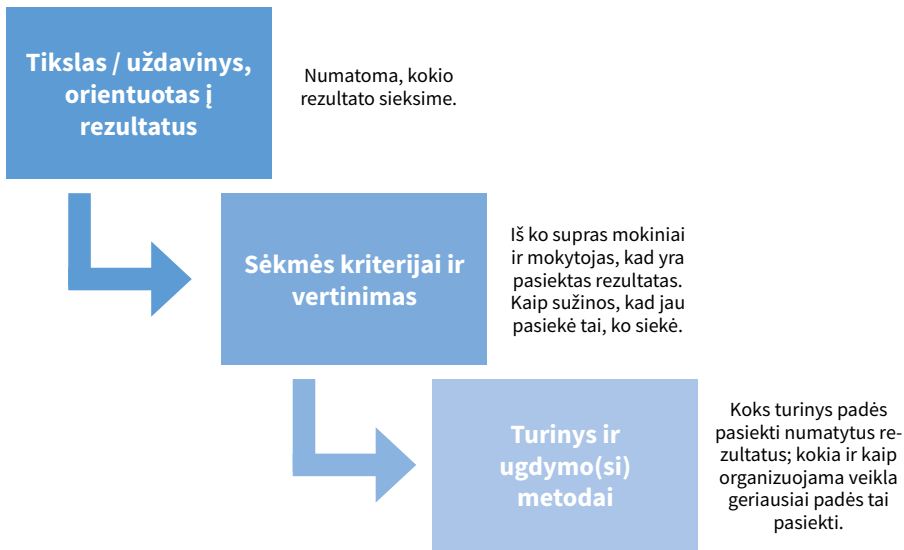 Tikslas / uždavinys,
orientuotas į
rezultatus
Numatoma, kokio
rezultato sieksime.
Sėkmės kriterijai ir
vertinimas
Iš ko supras mokiniai
ir mokytojas, kad yra
pasiektas rezultatas.
Kaip sužinos, kad jau
pasiekė tai, ko siekė.
Turinys ir
ugdymo(si)
metodai
Koks turinys padės
pasiekti numatytus re-
zultatus; kokia ir kaip
organizuojama veikla
geriausiai padės tai
pasiekti.